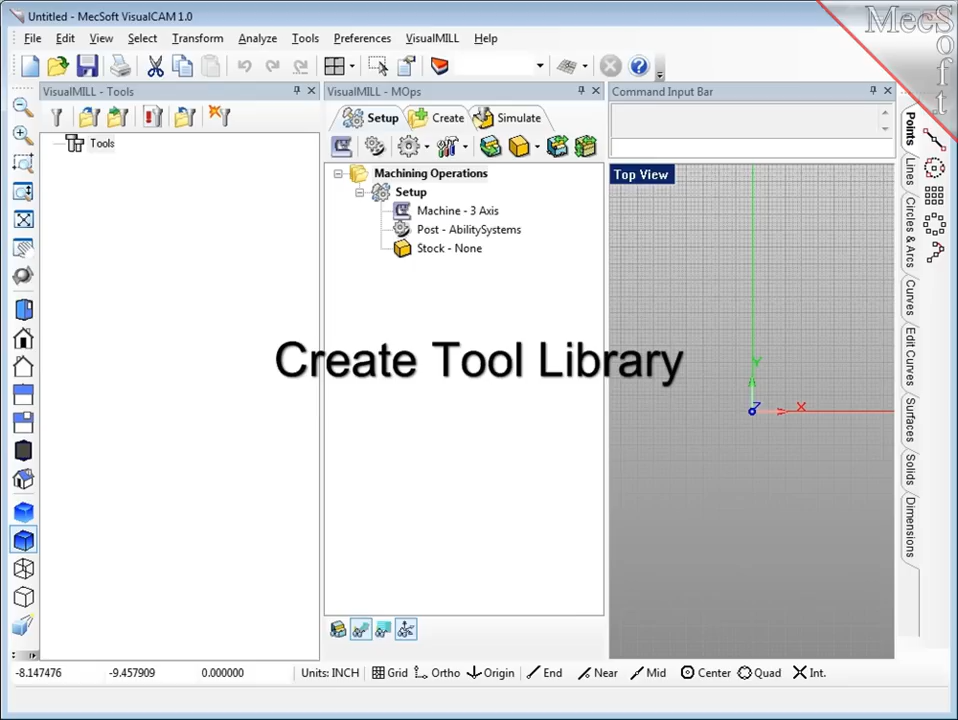 Untitled - MecSoft VisualCAM 1.0
MecSoft
File Edit View Select Transform Analyze Tools Preferences VisualMILL Help
VisualMILL - Tools
VisualMILL - MOps
Command Input Bar
Setup Create Simulate
Tools
Machining Operations
Setup
Machine - 3 Axis
Post - AbilitySystems
Stock - None
Top View
Y
Z
X
Points
Lines
Circles & Arcs
Curves
Edit Curves
Surfaces
Solids
Dimensions
Create Tool Library
-8.147476 -9.457909 0.000000 Units: INCH Grid Ortho Origin End Near Mid Center Quad Int.